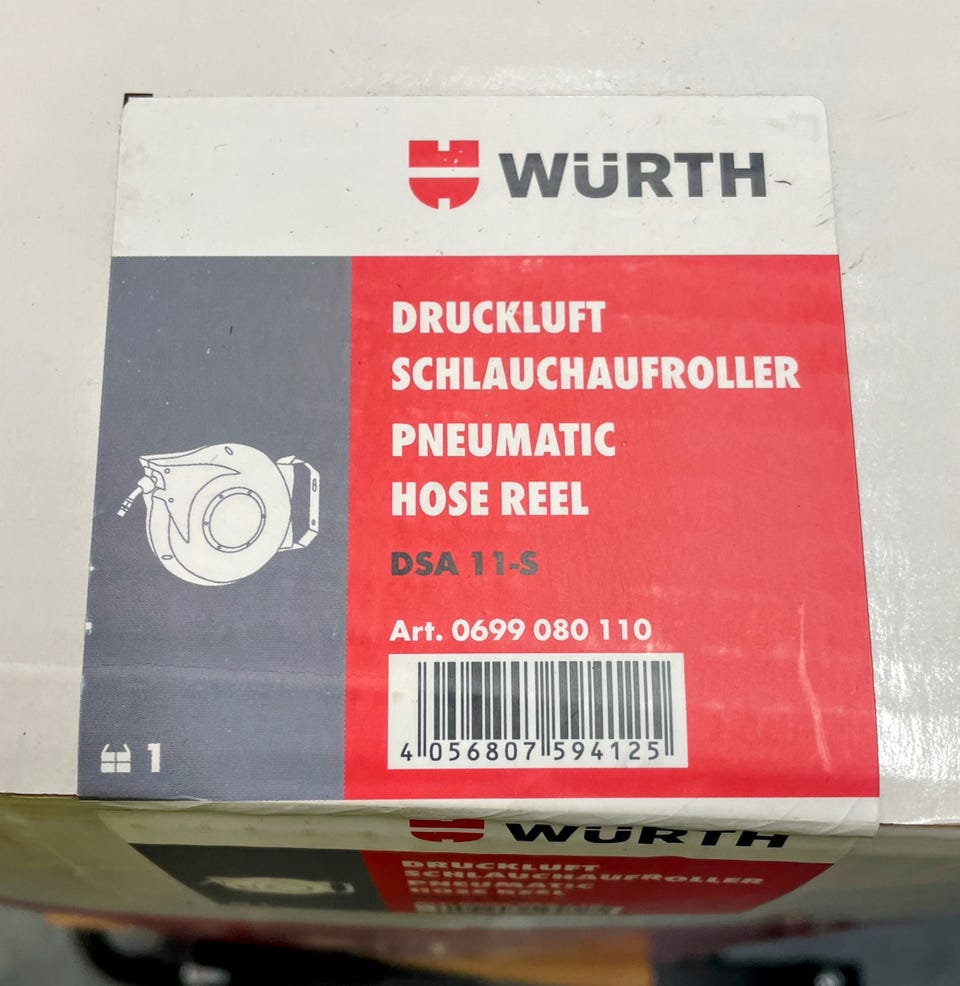 WÜRTH
DRUCKLUFT
SCHLAUCHAUFROLLER
PNEUMATIC
HOSE REEL
DSA 11-S
Art. 0699 080 110
4 056807 594125
1
WÜRTH
DRUCKLUFT
SCHLAUCHAUFROLLER
PNEUMATIC
HOSE REEL